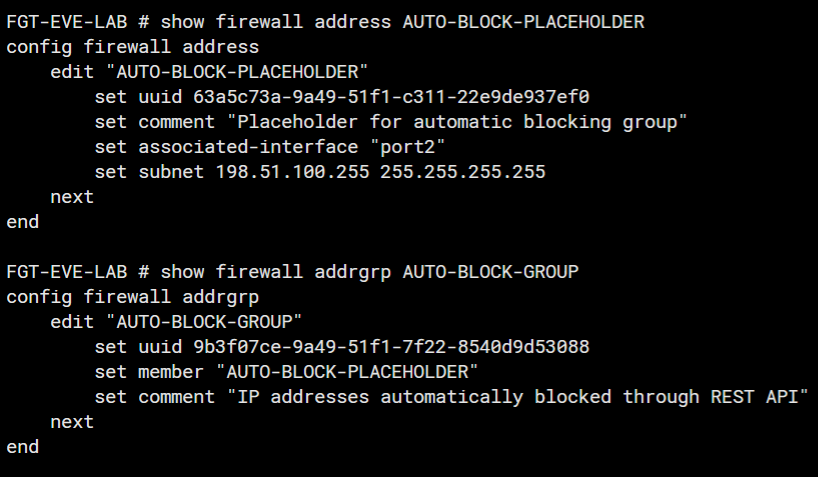 FGT-EVE-LAB # show firewall address AUTO-BLOCK-PLACEHOLDER
config firewall address
    edit "AUTO-BLOCK-PLACEHOLDER"
        set uuid 63a5c73a-9a49-51f1-c311-22e9de937ef0
        set comment "Placeholder for automatic blocking group"
        set associated-interface "port2"
        set subnet 198.51.100.255 255.255.255.255
    next
end

FGT-EVE-LAB # show firewall addrgrp AUTO-BLOCK-GROUP
config firewall addrgrp
    edit "AUTO-BLOCK-GROUP"
        set uuid 9b3f07ce-9a49-51f1-7f22-8540d9d53088
        set member "AUTO-BLOCK-PLACEHOLDER"
        set comment "IP addresses automatically blocked through REST API"
    next
end